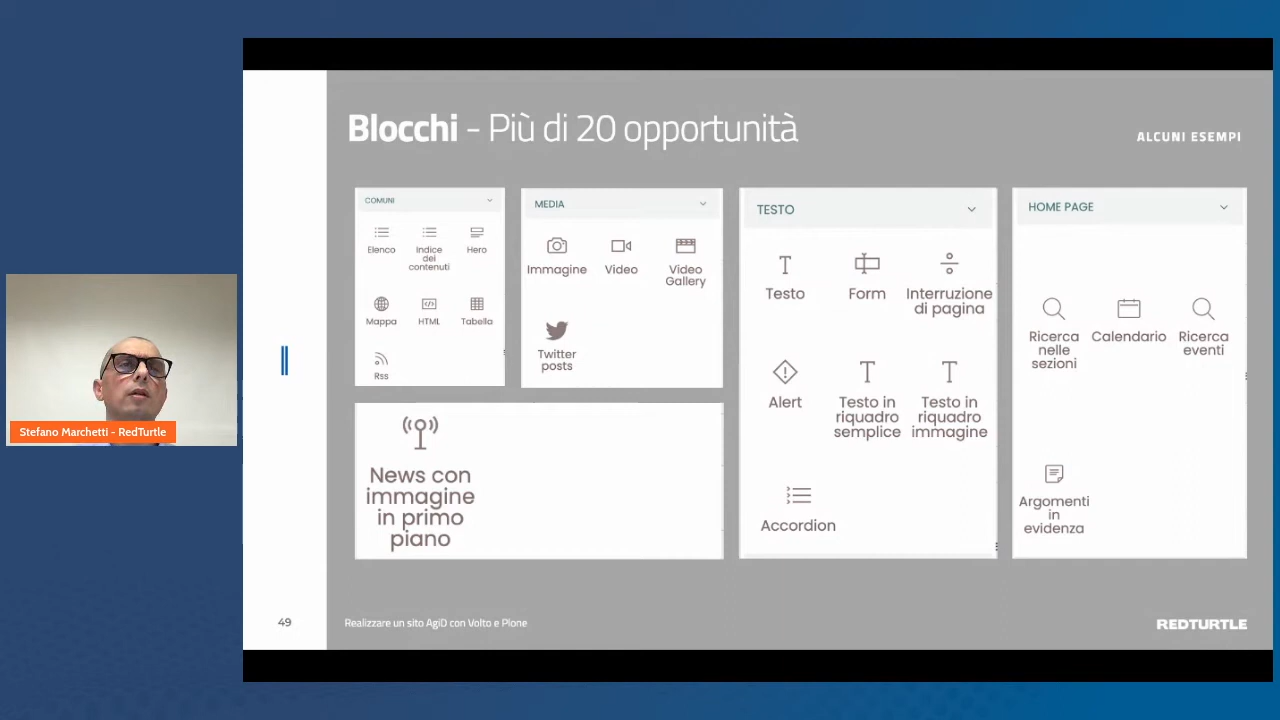 Blocchi - Più di 20 opportunità
ALCUNI ESEMPI
COMUNI
Elenco
Indice
dei
contenuti
Hero
Mappa
HTML
Tabella
Rss
MEDIA
Immagine
Video
Video
Gallery
Twitter
posts
News con
immagine
in primo
piano
TESTO
Testo
Form
Interruzione
di pagina
Alert
Testo in
riquadro
semplice
Testo in
riquadro
immagine
Accordion
HOME PAGE
Ricerca
nelle
sezioni
Calendario
Ricerca
eventi
Argomenti
in
evidenza
Stefano Marchetti - RedTurtle
49
Realizzare un sito AgiD con Volto e Plone
REDTURTLE